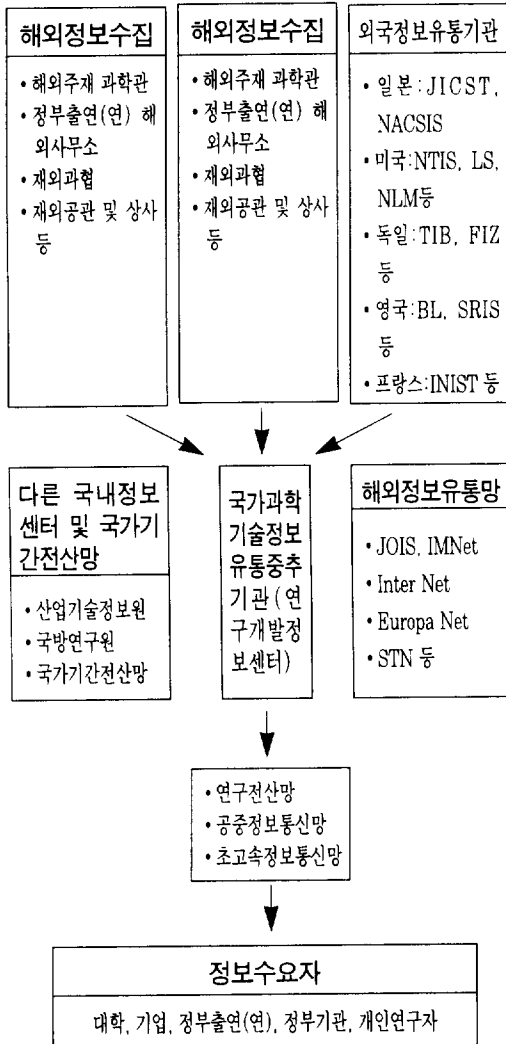 해외정보수집
• 해외주재 과학관
• 정부출연(연) 해
외사무소
• 재외과협
• 재외공관 및 상사
등
해외정보수집
• 해외주재 과학관
• 정부출연(연) 해
외사무소
• 재외과협
• 재외공관 및 상사
등
외국정보유통기관
• 일본:JICST,
NACSIS
• 미국:NTIS, LS,
NLM등
• 독일:TIB, FIZ
등
• 영국:BL, SRIS
등
• 프랑스:INIST 등
다른 국내정보
센터 및 국가기
간전산망
• 산업기술정보원
• 국방연구원
• 국가기간전산망
국가과학
기술정보
유통중추
기관(연
구개발정
보센터)
해외정보유통망
• JOIS, IMNet
• Inter Net
• Europa Net
• STN 등
• 연구전산망
• 공중정보통신망
• 초고속정보통신망
정보수요자
대학, 기업, 정부출연(연), 정부기관, 개인연구자